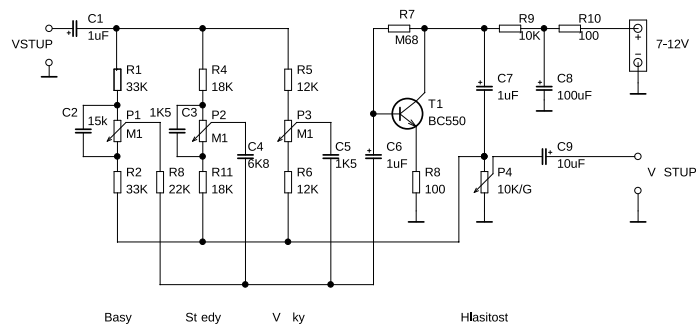 C1
1uF
VSTUP
R1
33K
C2
15k
P1
M1
R2
33K
R8
22K
R4
18K
1K5
C3
P2
M1
C4
6K8
R11
18K
R5
12K
P3
M1
C5
1K5
R6
12K
R7
M68
T1
BC550
C6
1uF
R8
100
C7
1uF
R9
10K
R10
100
C8
100uF
+
−
7-12V
P4
10K/G
C9
10uF
V STUP
Basy
St edy
V ky
Hlasitost